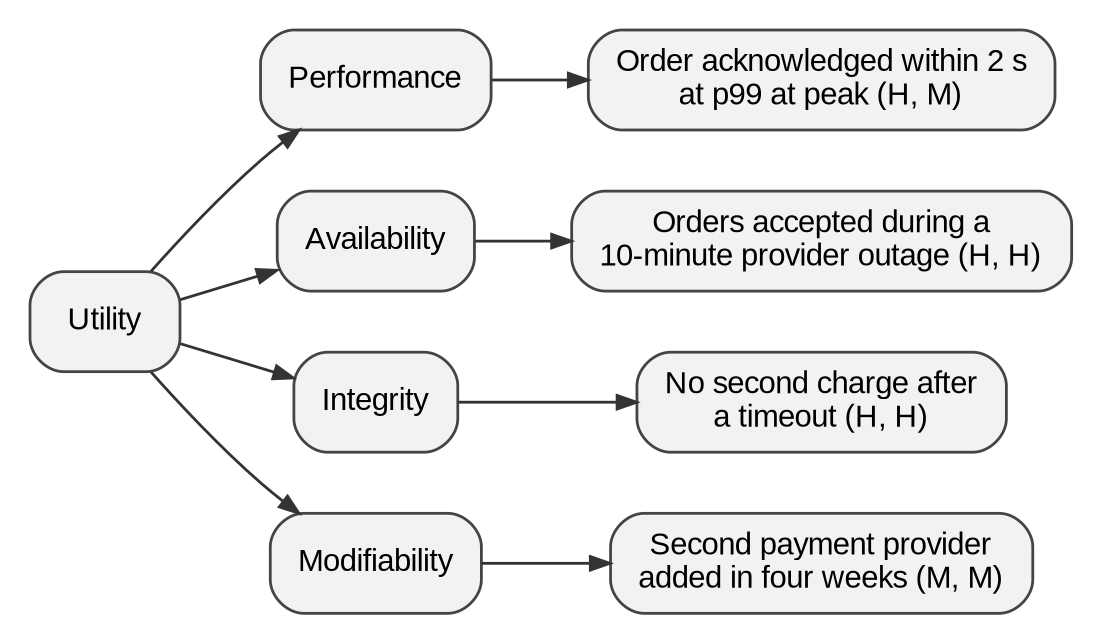 Utility
Performance
Order acknowledged within 2 s
at p99 at peak (H, M)
Availability
Orders accepted during a
10-minute provider outage (H, H)
Integrity
No second charge after
a timeout (H, H)
Modifiability
Second payment provider
added in four weeks (M, M)